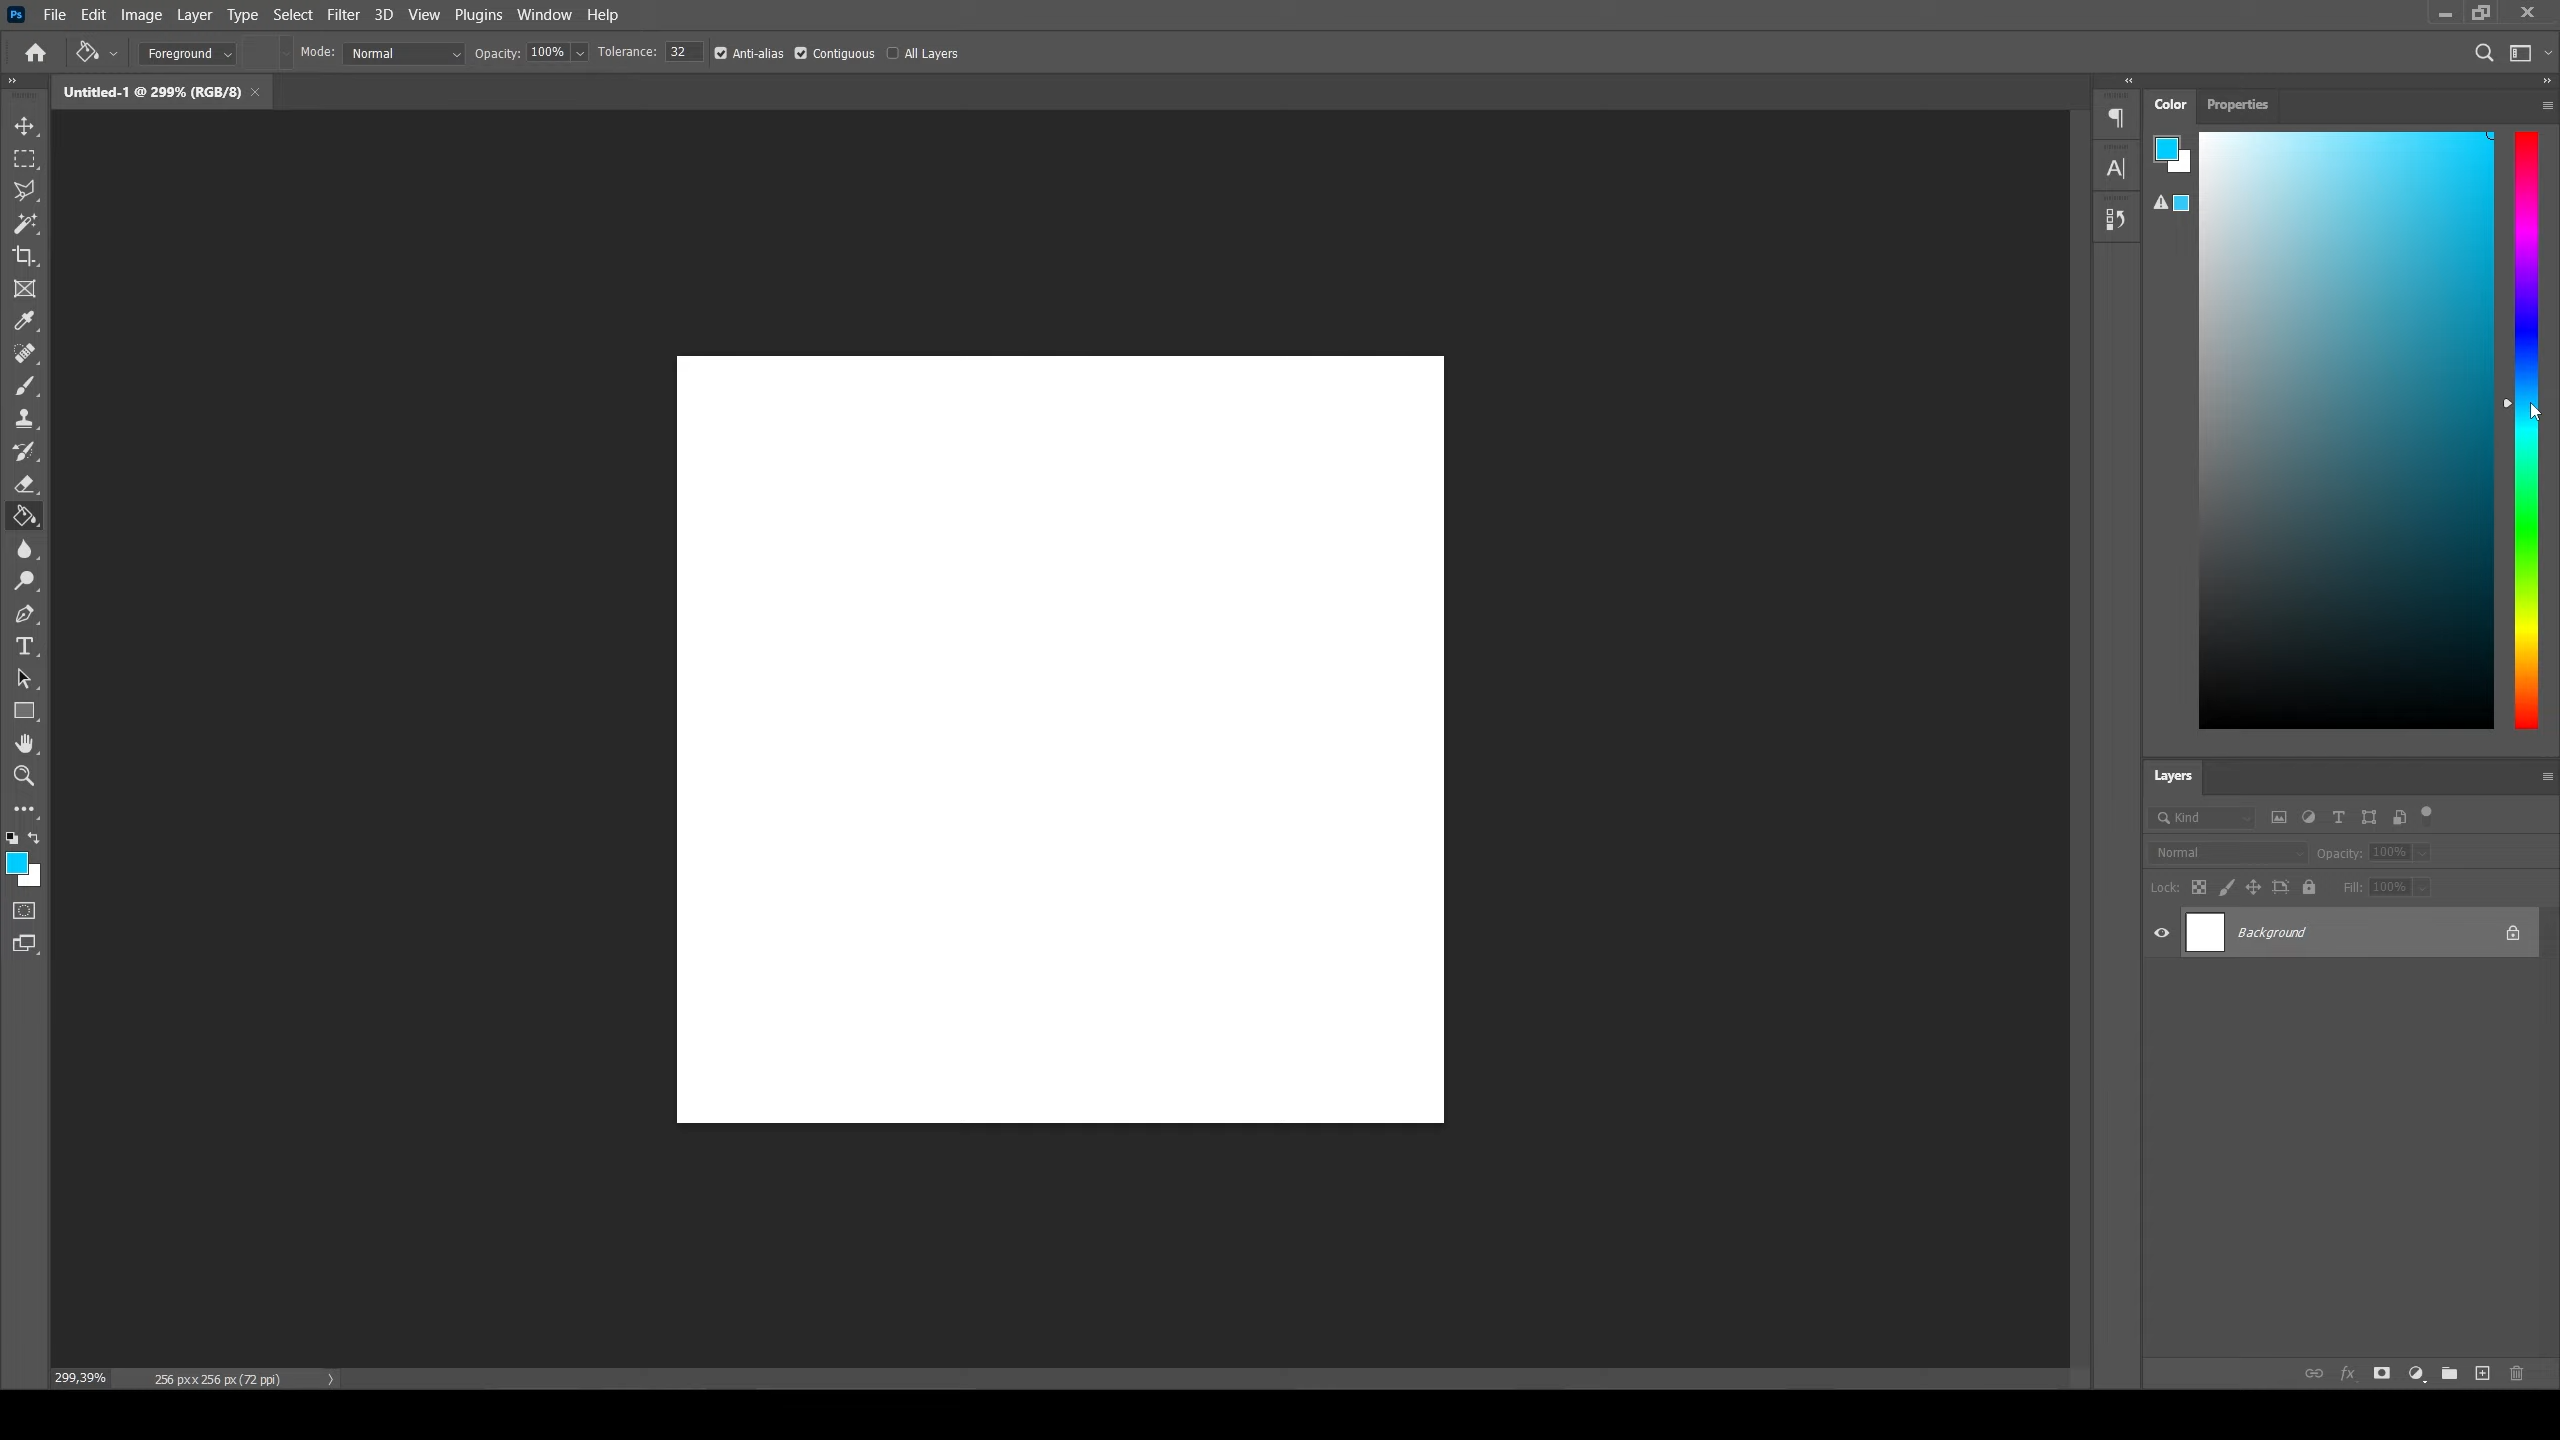 Ps File Edit Image Layer Type Select Filter 3D View Plugins Window Help
Foreground Mode: Normal Opacity: 100% Tolerance: 32 Anti-alias Contiguous All Layers
Untitled-1 @ 299% (RGB/8)
Color Properties
A
T
Layers
Kind T
Normal Opacity: 100%
Lock: Fill: 100%
Background
fx
299,39% 256 px x 256 px (72 ppi)